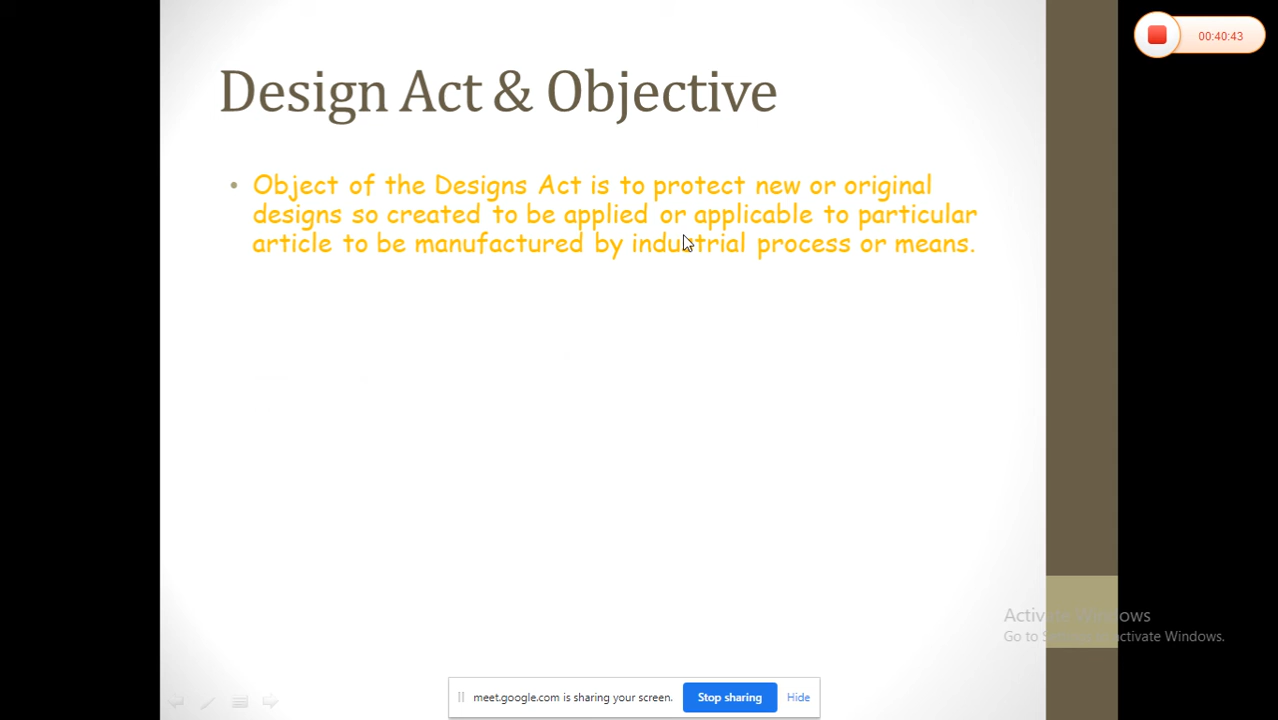 00:40:43
Design Act & Objective
• Object of the Designs Act is to protect new or original
designs so created to be applied or applicable to particular
article to be manufactured by industrial process or means.
Activate Windows
Go to Settings to activate Windows.
meet.google.com is sharing your screen. Stop sharing Hide